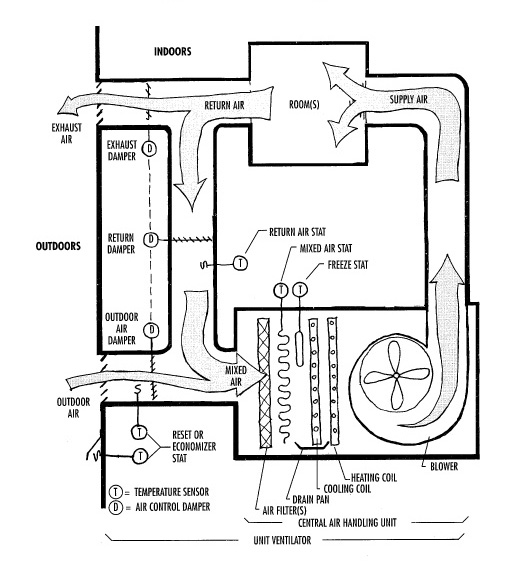 INDOORS
RETURN AIR
ROOM(S)
SUPPLY AIR
EXHAUST
AIR
EXHAUST
DAMPER
D
OUTDOORS
RETURN
DAMPER
D
RETURN AIR STAT
T
MIXED AIR STAT
FREEZE STAT
T
T
OUTDOOR
AIR
DAMPER
D
MIXED
AIR
OUTDOOR
AIR
T
T
RESET OR
ECONOMIZER
STAT
BLOWER
HEATING COIL
COOLING COIL
DRAIN PAN
AIR FILTER(S)
T = TEMPERATURE SENSOR
D = AIR CONTROL DAMPER
CENTRAL AIR HANDLING UNIT
UNIT VENTILATOR